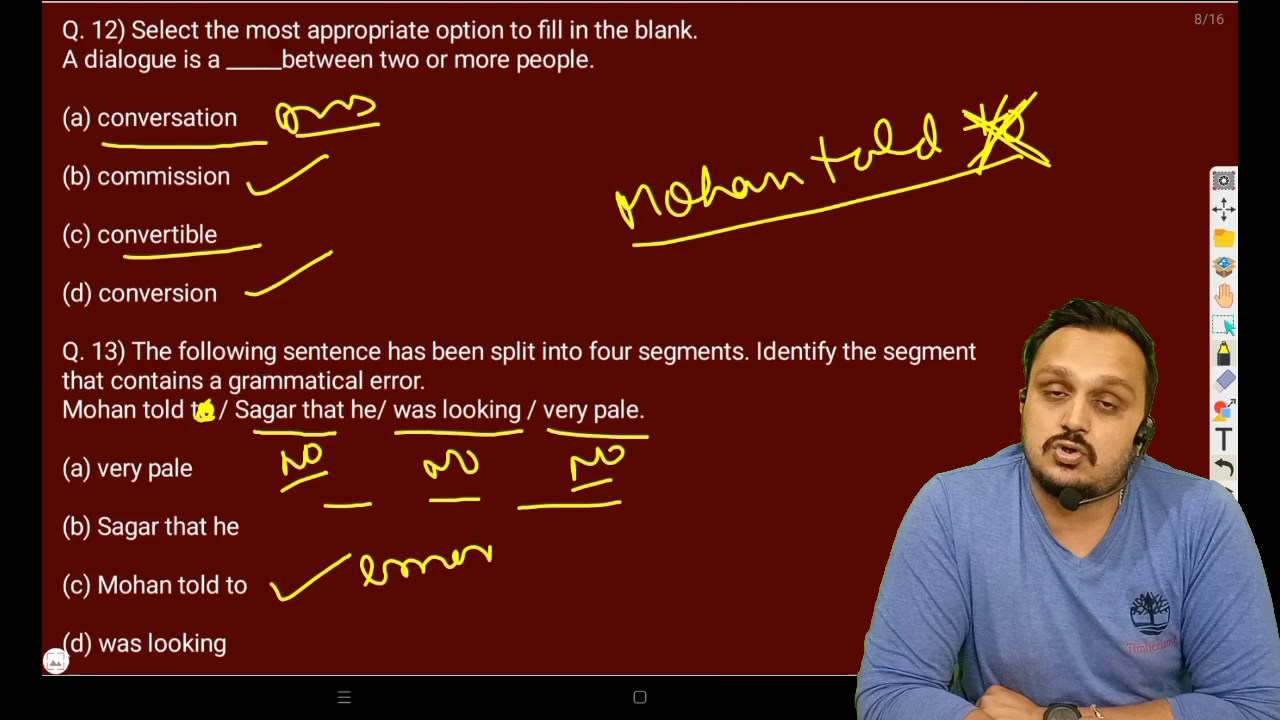 8/16
Q. 12) Select the most appropriate option to fill in the blank.
A dialogue is a _____between two or more people.
(a) conversation ans
(b) commission
(c) convertible
(d) conversion
Mohan told
Q. 13) The following sentence has been split into four segments. Identify the segment
that contains a grammatical error.
Mohan told / Sagar that he/ was looking / very pale.
NO NO NO
(a) very pale
(b) Sagar that he
(c) Mohan told to error
(d) was looking
T
Timberland